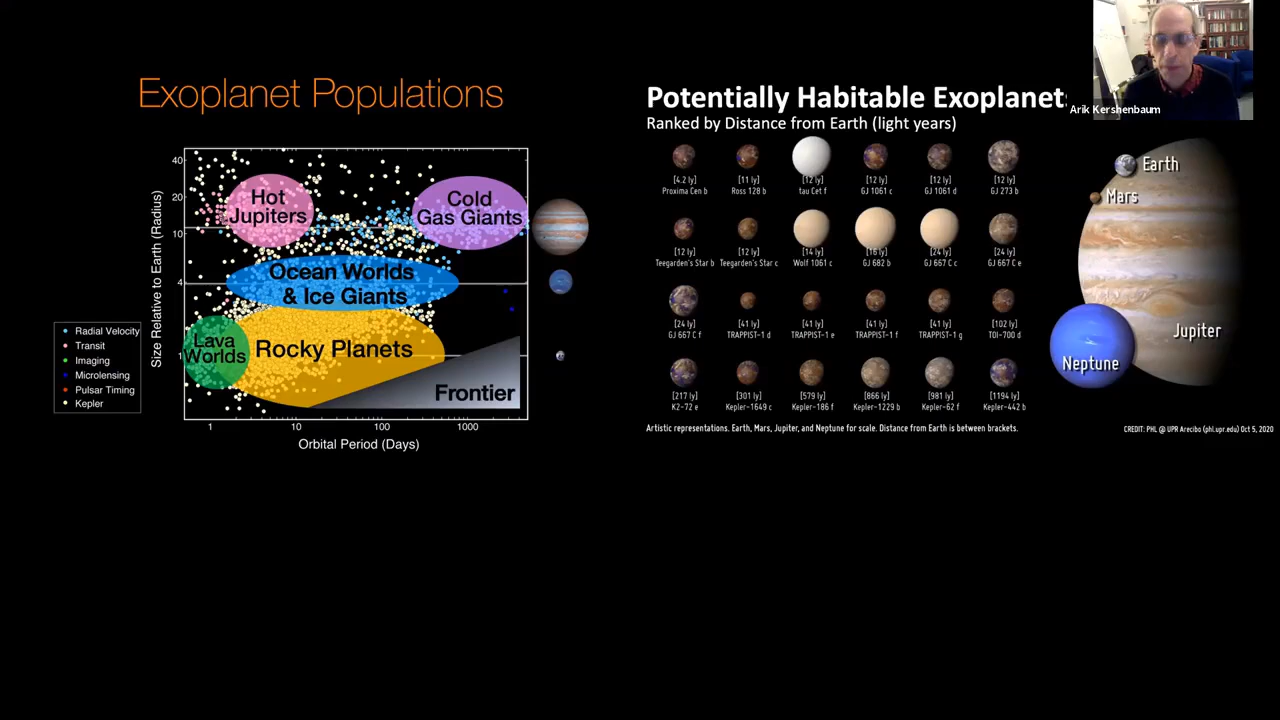 Exoplanet Populations
40
20
10
4
1
Size Relative to Earth (Radius)
Hot
Jupiters
Cold
Gas Giants
Ocean Worlds
& Ice Giants
Lava
Worlds
Rocky Planets
Frontier
Radial Velocity
Transit
Imaging
Microlensing
Pulsar Timing
Kepler
1 10 100 1000
Orbital Period (Days)
Potentially Habitable Exoplanets
Ranked by Distance from Earth (light years)
Arik Kershenbaum
[4.2 ly] [11 ly] [12 ly] [12 ly] [12 ly] [12 ly]
Proxima Cen b Ross 128 b tau Cet f GJ 1061 c GJ 1061 d GJ 273 b
[12 ly] [12 ly] [14 ly] [16 ly] [24 ly] [24 ly]
Teegarden's Star b Teegarden's Star c Wolf 1061 c GJ 682 b GJ 667 C c GJ 667 C e
[24 ly] [41 ly] [41 ly] [41 ly] [41 ly] [102 ly]
GJ 667 C f TRAPPIST-1 d TRAPPIST-1 e TRAPPIST-1 f TRAPPIST-1 g TOI-700 d
[217 ly] [301 ly] [579 ly] [866 ly] [981 ly] [1194 ly]
K2-72 e Kepler-1649 c Kepler-186 f Kepler-1229 b Kepler-62 f Kepler-442 b
Earth
Mars
Jupiter
Neptune
Artistic representations. Earth, Mars, Jupiter, and Neptune for scale. Distance from Earth is between brackets.
CREDIT: PHL @ UPR Arecibo (phl.upr.edu) Oct 5, 2020